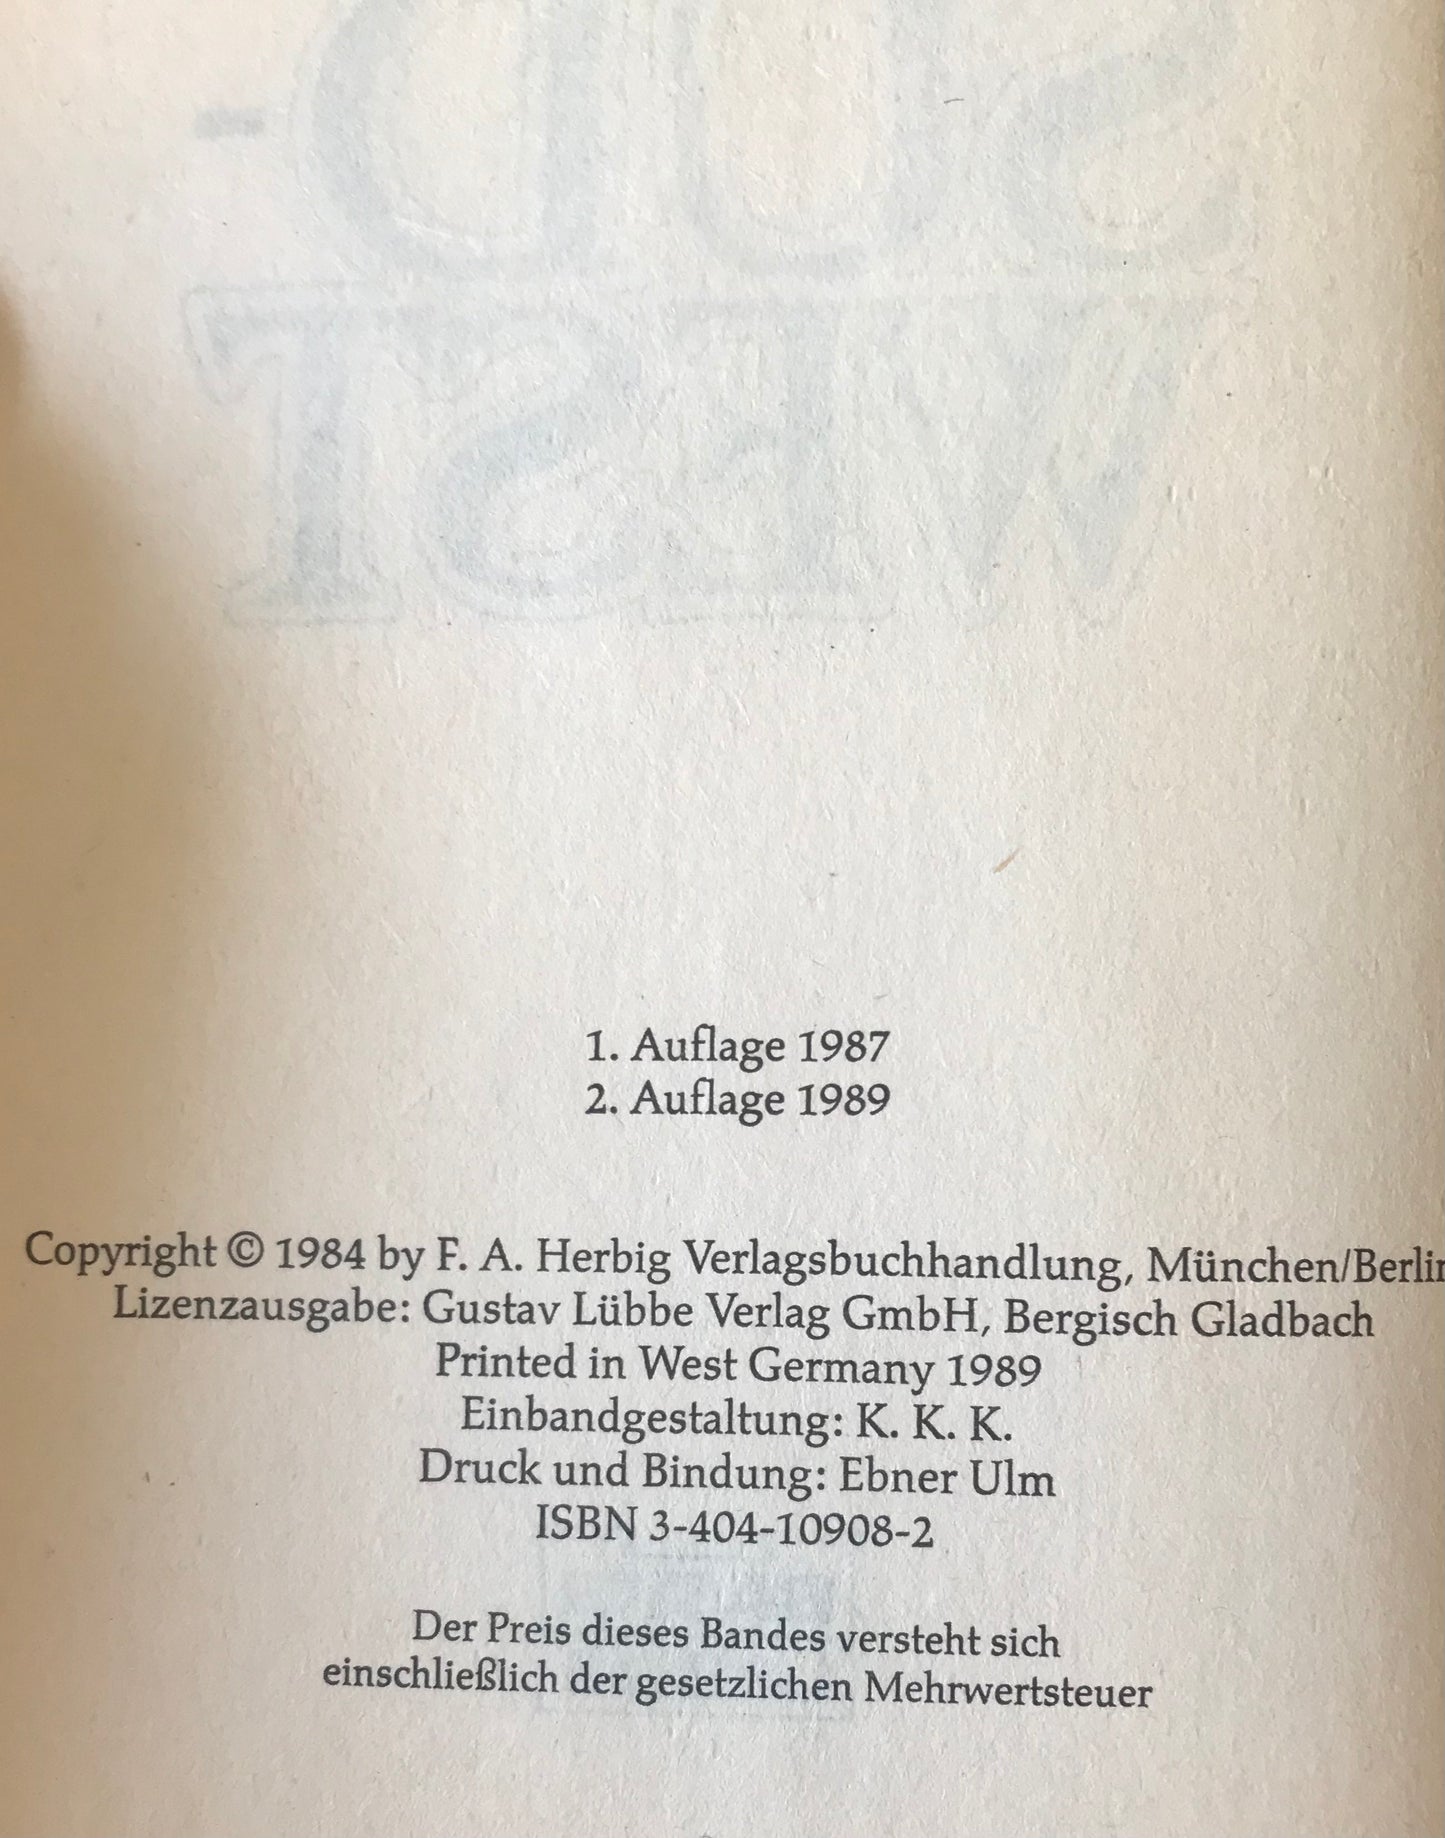 1. Auflage 1987
2. Auflage 1989
Copyright © 1984 by F. A. Herbig Verlagsbuchhandlung, München/Berlin
Lizenzausgabe: Gustav Lübbe Verlag GmbH, Bergisch Gladbach
Printed in West Germany 1989
Einbandgestaltung: K. K. K.
Druck und Bindung: Ebner Ulm
ISBN 3-404-10908-2
Der Preis dieses Bandes versteht sich
einschließlich der gesetzlichen Mehrwertsteuer